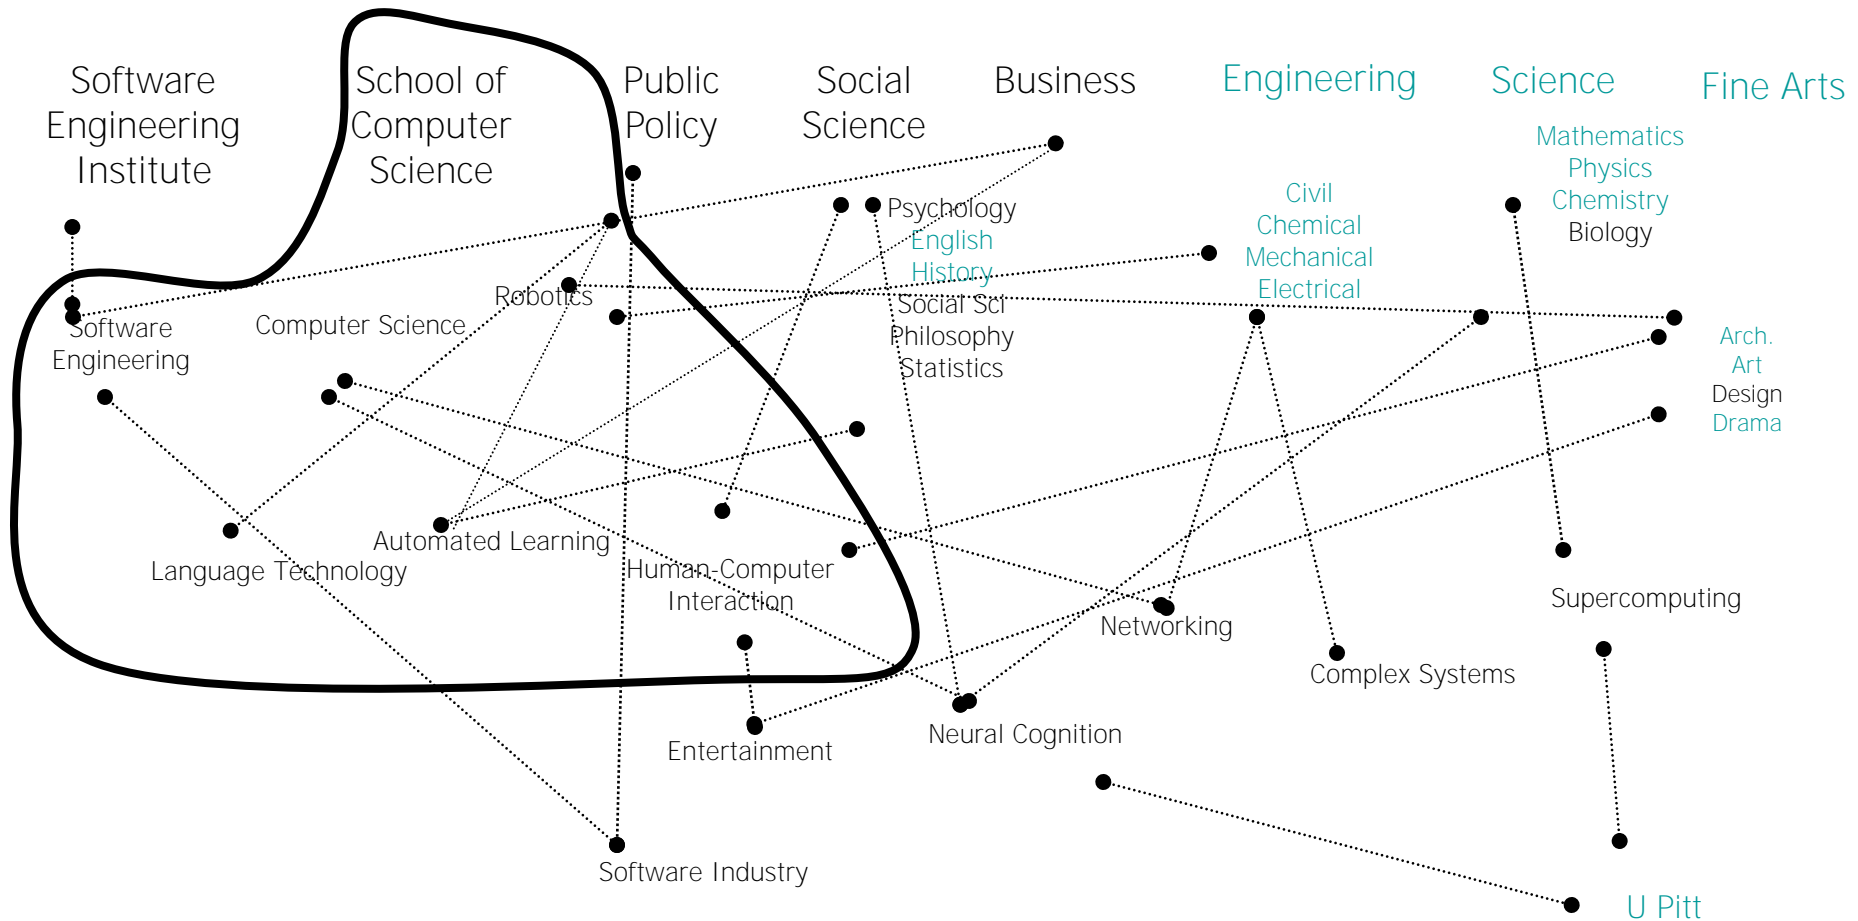 Software
Engineering
Institute
School of
Computer
Science
Public
Policy
Social
Science
Business
Engineering
Science
Fine Arts
Mathematics
Physics
Chemistry
Biology
Civil
Chemical
Mechanical
Electrical
Psychology
English
History
Social Sci
Philosophy
Statistics
Arch.
Art
Design
Drama
Robotics
Computer Science
Software
Engineering
Automated Learning
Language Technology
Human-Computer
Interaction
Networking
Supercomputing
Complex Systems
Neural Cognition
Entertainment
Software Industry
U Pitt